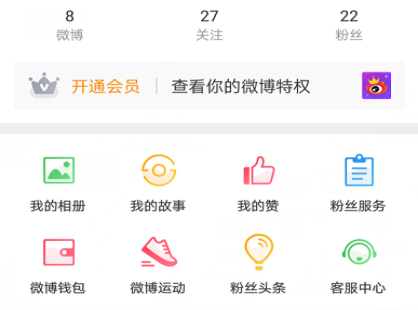 8 27 22
微博 关注 粉丝
开通会员 | 查看你的微博特权
我的相册 我的故事 我的赞 粉丝服务
微博钱包 微博运动 粉丝头条 客服中心